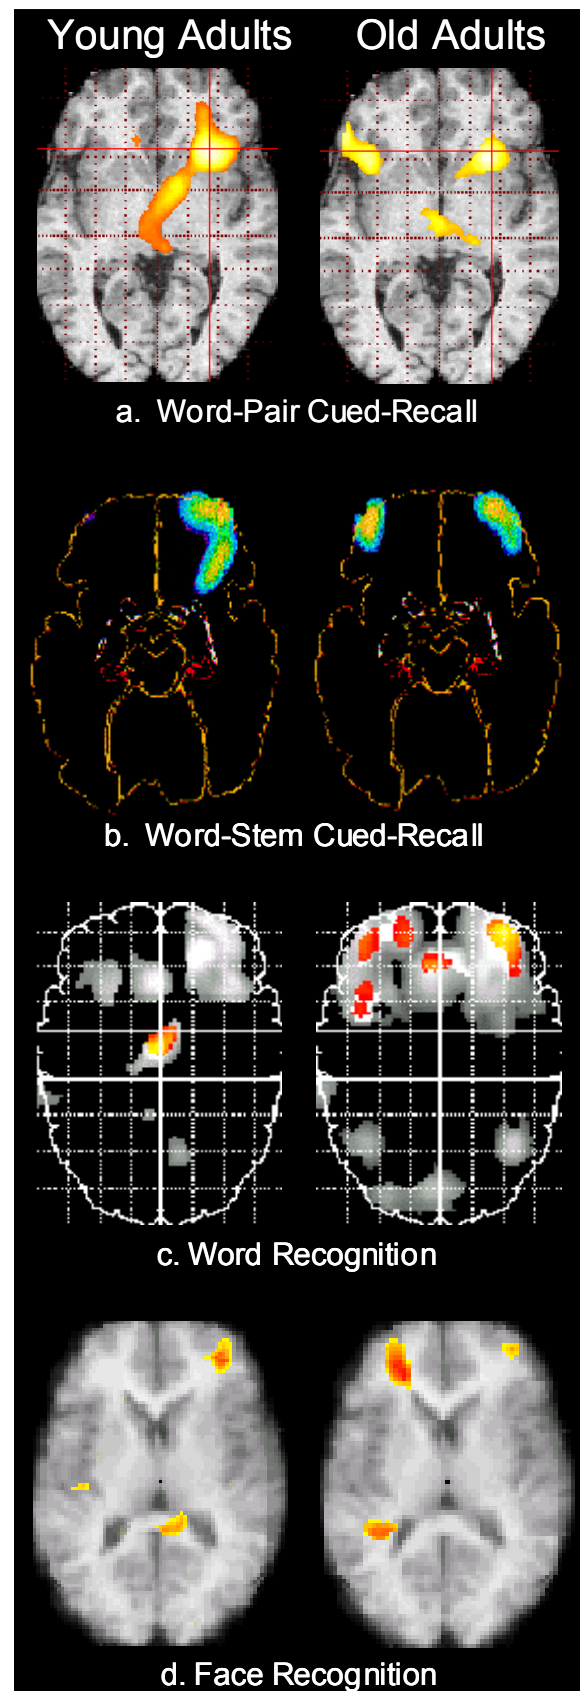 Young Adults Old Adults
a. Word-Pair Cued-Recall
b. Word-Stem Cued-Recall
c. Word Recognition
d. Face Recognition